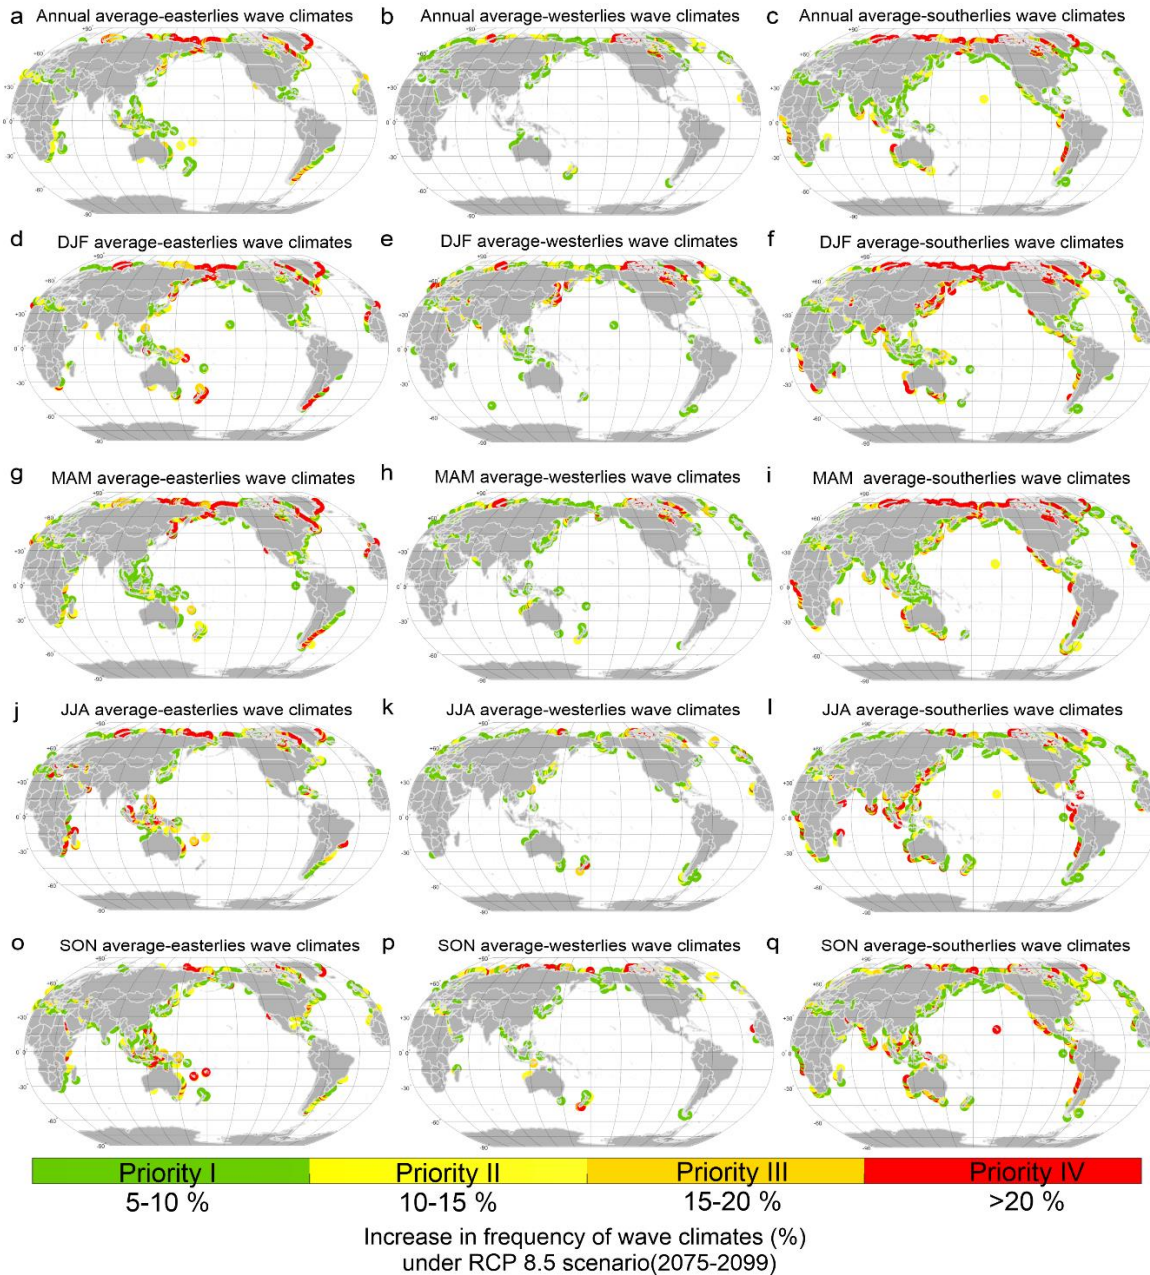 a Annual average-easterlies wave climates
b Annual average-westerlies wave climates
c Annual average-southerlies wave climates
d DJF average-easterlies wave climates
e DJF average-westerlies wave climates
f DJF average-southerlies wave climates
g MAM average-easterlies wave climates
h MAM average-westerlies wave climates
i MAM average-southerlies wave climates
j JJA average-easterlies wave climates
k JJA average-westerlies wave climates
l JJA average-southerlies wave climates
o SON average-easterlies wave climates
p SON average-westerlies wave climates
q SON average-southerlies wave climates
Priority I Priority II Priority III Priority IV
5-10 % 10-15 % 15-20 % >20 %
Increase in frequency of wave climates (%)
under RCP 8.5 scenario(2075-2099)